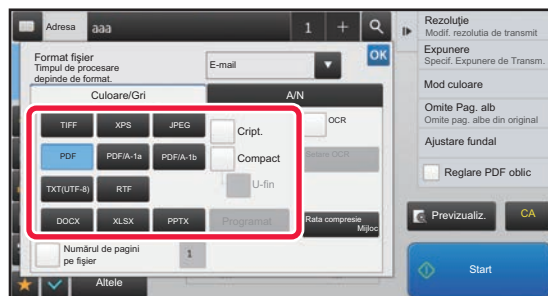 Adresa
aaa
1
Format fișier
Timpul de procesare
depinde de format.
E-mail
OK
Culoare/Gri
A/N
TIFF
XPS
JPEG
Cript.
OCR
PDF
PDF/A-1a
PDF/A-1b
Compact
Setare OCR
TXT(UTF-8)
RTF
U-fin
DOCX
XLSX
PPTX
Programat
Rata compresie
Mijloc
Numărul de pagini
pe fișier
1
Altele
Rezoluţie
Modif. rezolutia de transmit
Expunere
Specif. Expunere de Transm.
Mod culoare
Omite Pag. alb
Omite pag. albe din original
Ajustare fundal
Reglare PDF oblic
Previzualiz.
CA
Start